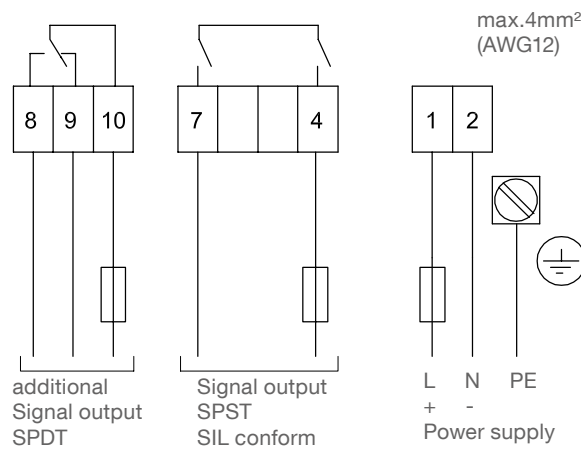 max.4mm²
(AWG12)
8 9 10
7 4
1 2
additional
Signal output
SPDT
Signal output
SPST
SIL conform
L N PE
+ -
Power supply